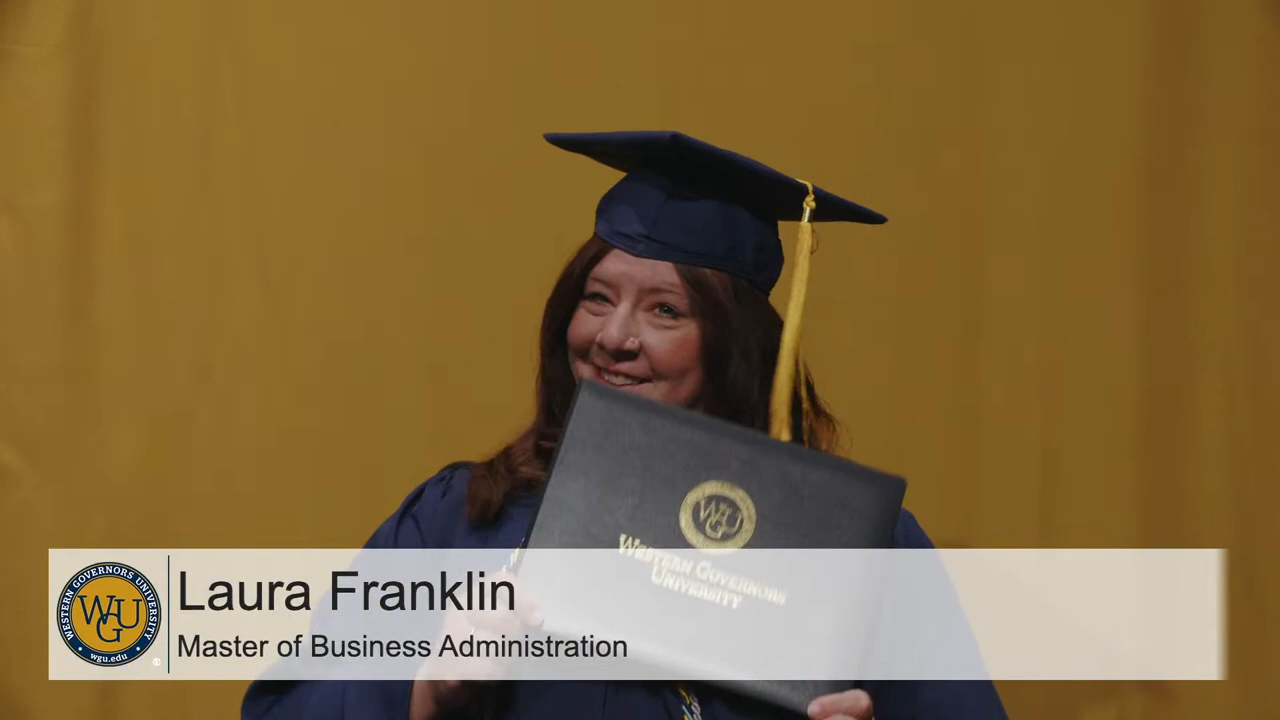 WGU
WESTERN GOVERNORS
UNIVERSITY
WESTERN GOVERNORS UNIVERSITY
WGU
wgu.edu
®
Laura Franklin
Master of Business Administration